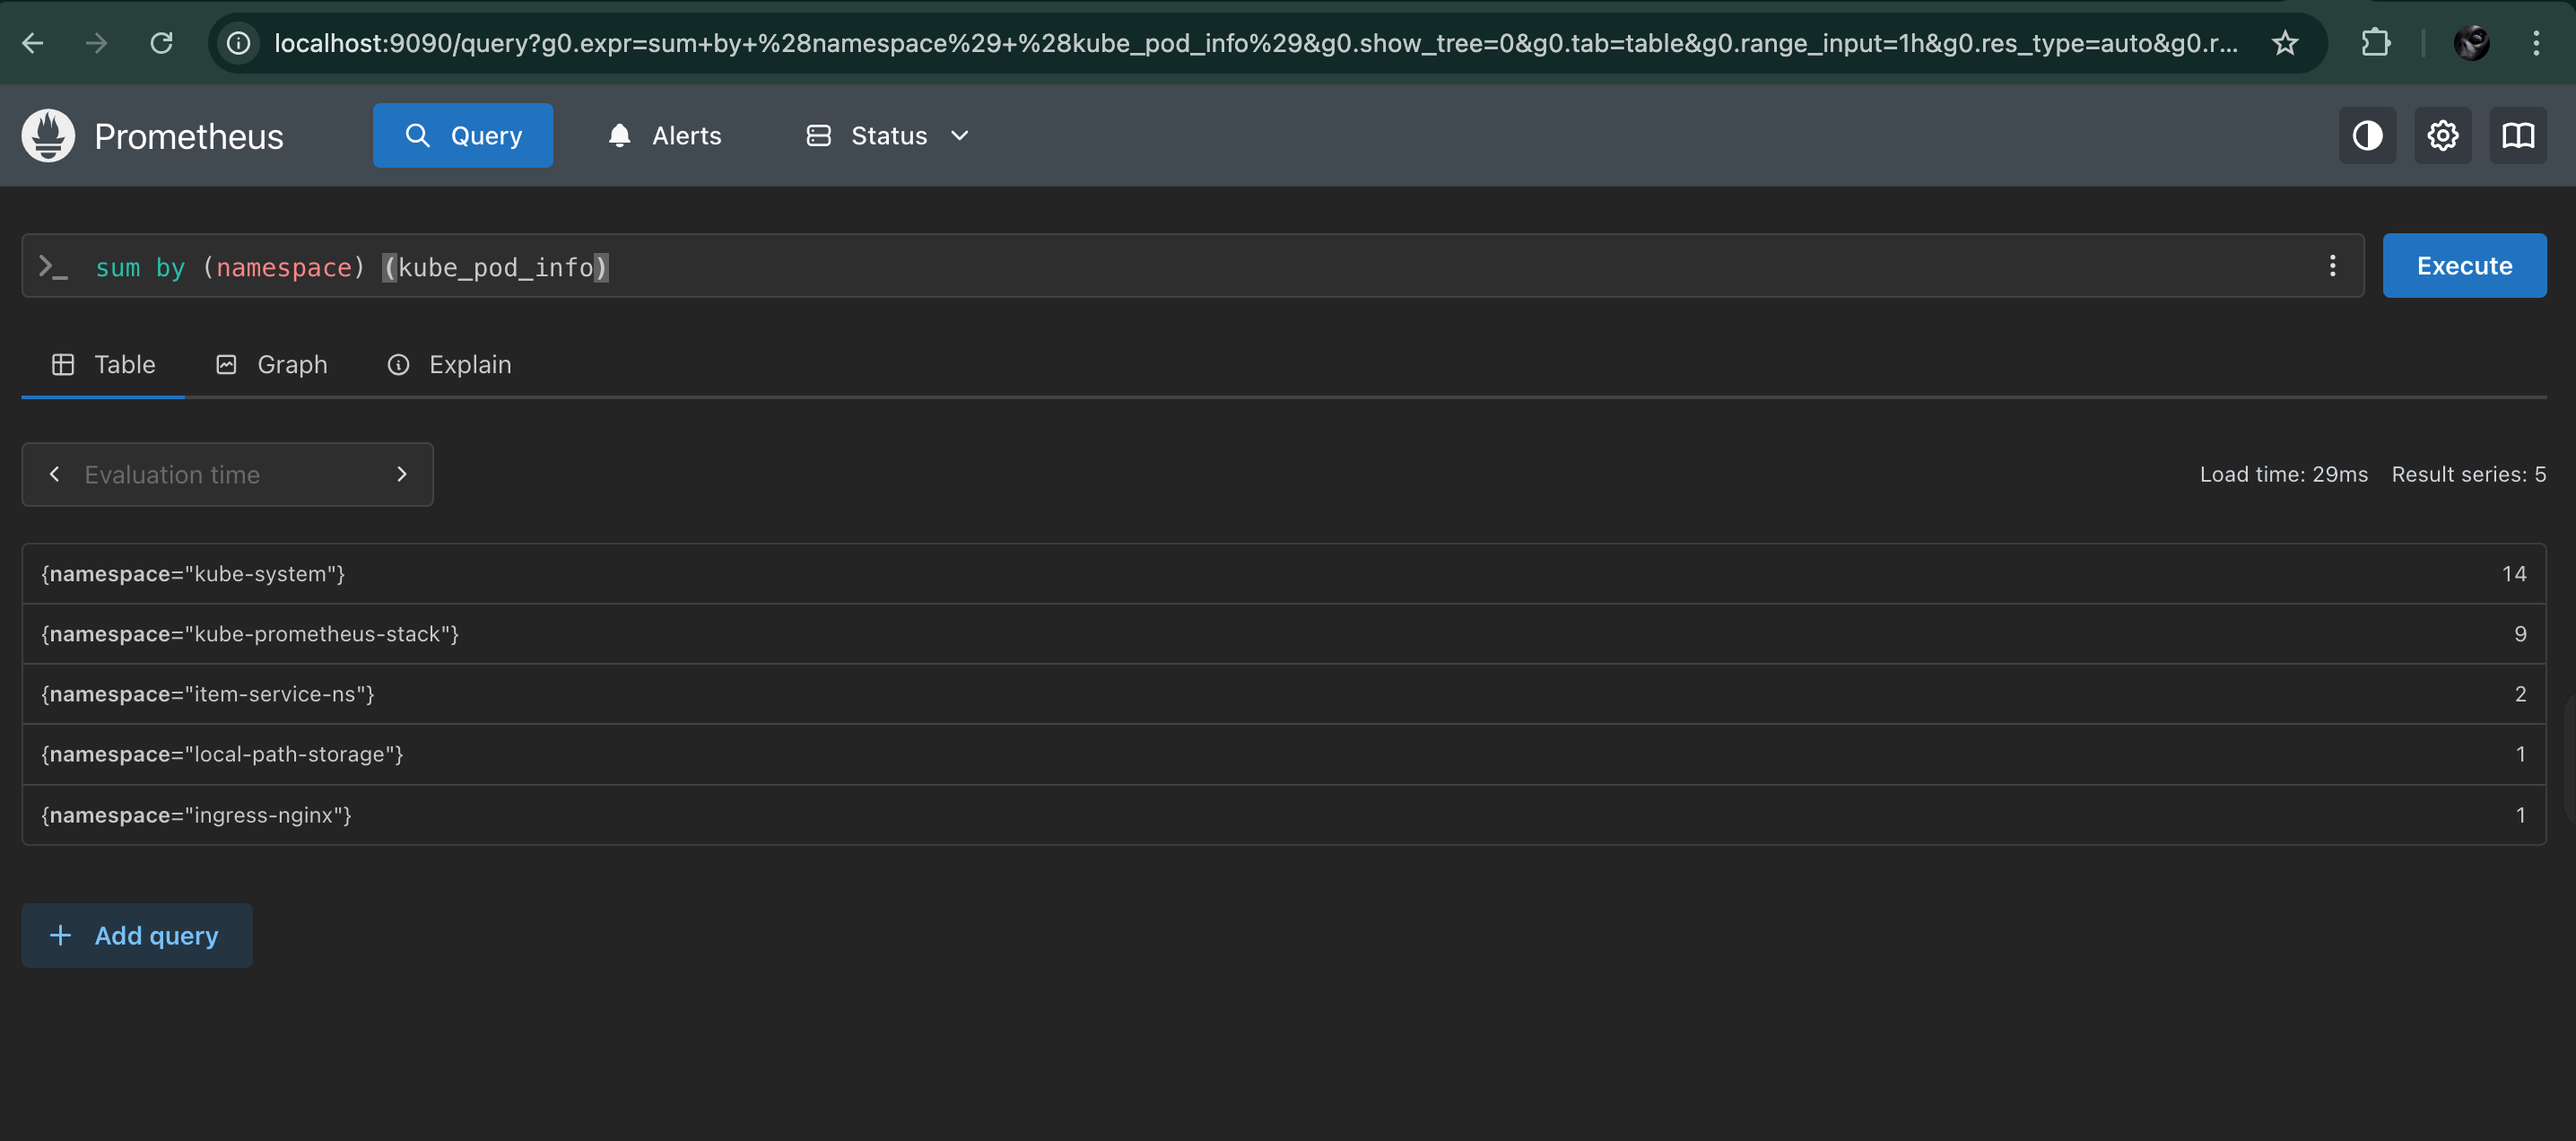 localhost:9090/query?g0.expr=sum+by+%28namespace%29+%28kube_pod_info%29&g0.show_tree=0&g0.tab=table&g0.range_input=1h&g0.res_type=auto&g0.r...
Prometheus Query Alerts Status
>_ sum by (namespace) (kube_pod_info) Execute
Table Graph Explain
Evaluation time Load time: 29ms Result series: 5
{namespace="kube-system"} 14
{namespace="kube-prometheus-stack"} 9
{namespace="item-service-ns"} 2
{namespace="local-path-storage"} 1
{namespace="ingress-nginx"} 1
+ Add query